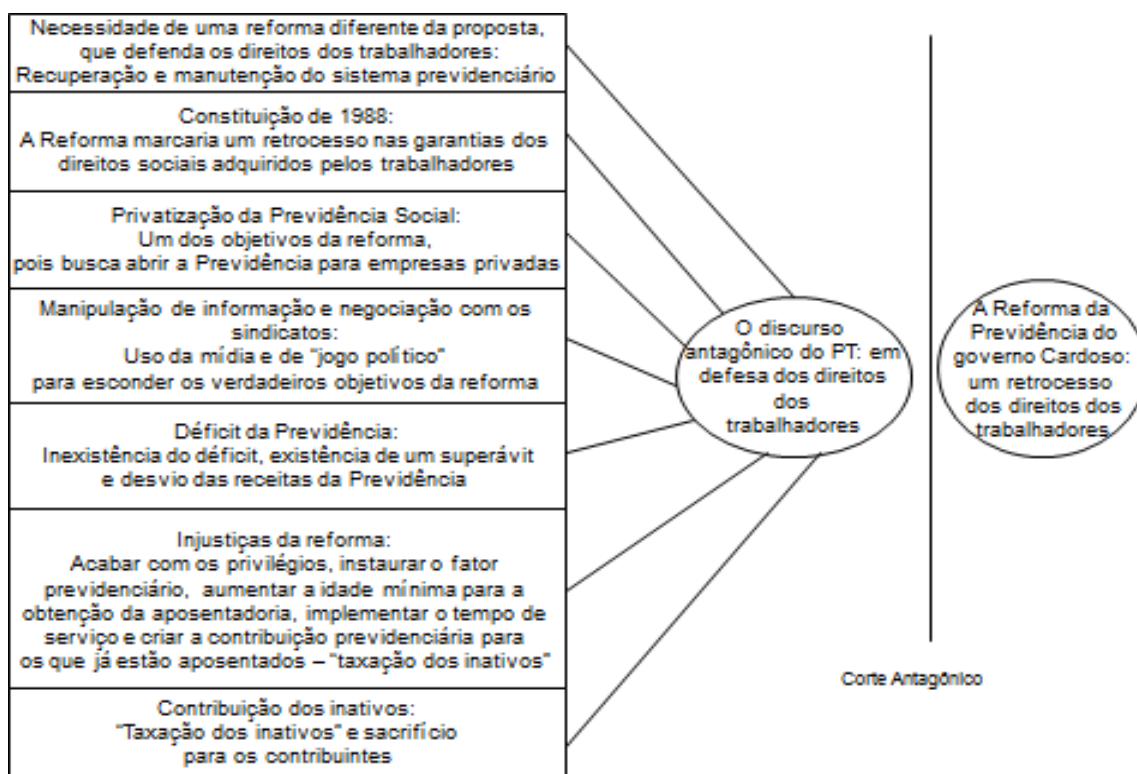 Necessidade de uma reforma diferente da proposta,
que defenda os direitos dos trabalhadores:
Recuperação e manutenção do sistema previdenciário
Constituição de 1988:
A Reforma marcaria um retrocesso nas garantias dos
direitos sociais adquiridos pelos trabalhadores
Privatização da Previdência Social:
Um dos objetivos da reforma,
pois busca abrir a Previdência para empresas privadas
Manipulação de informação e negociação com os
sindicatos:
Uso da mídia e de "jogo político"
para esconder os verdadeiros objetivos da reforma
Déficit da Previdência:
Inexistência do déficit, existência de um superávit
e desvio das receitas da Previdência
Injustiças da reforma:
Acabar com os privilégios, instaurar o fator
previdenciário, aumentar a idade mínima para a
obtenção da aposentadoria, implementar o tempo de
serviço e criar a contribuição previdenciária para
os que já estão aposentados – "taxação dos inativos"
Contribuição dos inativos:
"Taxação dos inativos" e sacrifício
para os contribuintes
O discurso
antagônico do PT: em
defesa dos direitos
dos
trabalhadores
A Reforma da
Previdência do
governo Cardoso:
um retrocesso
dos direitos dos
trabalhadores
Corte Antagônico